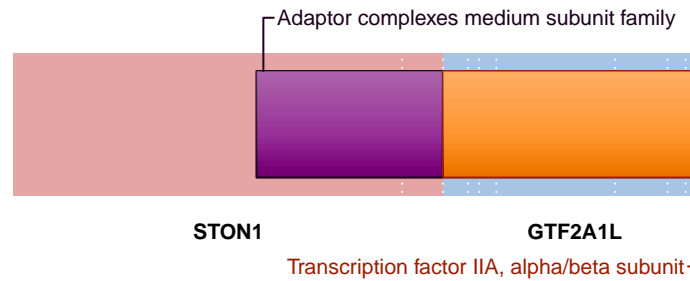 Adaptor complexes medium subunit family
STON1
GTF2A1L
Transcription factor IIA, alpha/beta subunit